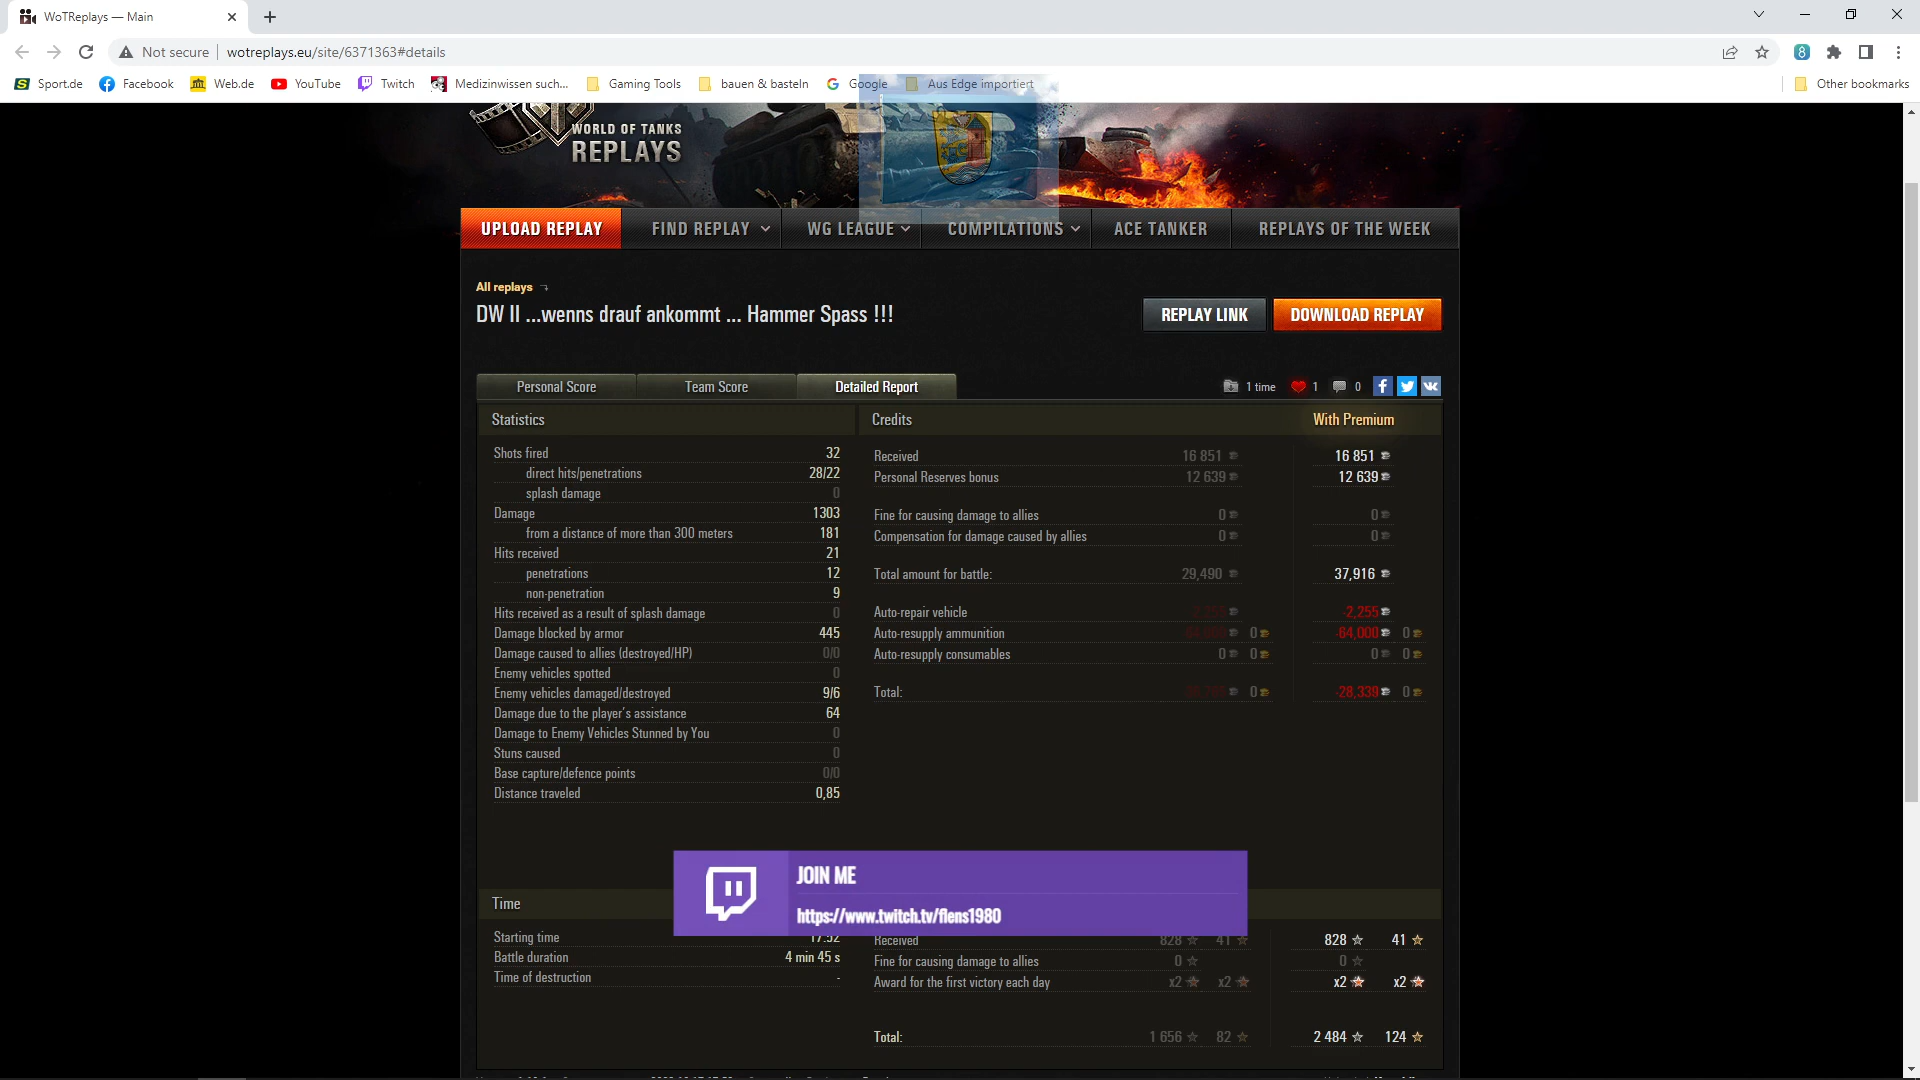 WoTReplays — Main
Not secure wotreplays.eu/site/6371363#details
Sport.de Facebook Web.de YouTube Twitch Medizinwissen such... Gaming Tools bauen & basteln Google Aus Edge importiert Other bookmarks
WORLD OF TANKS
REPLAYS
UPLOAD REPLAY FIND REPLAY WG LEAGUE COMPILATIONS ACE TANKER REPLAYS OF THE WEEK
All replays
DW II ...wenns drauf ankommt ... Hammer Spass !!!
REPLAY LINK DOWNLOAD REPLAY
Personal Score Team Score Detailed Report 1 time 1 0
Statistics Credits With Premium
Shots fired 32
direct hits/penetrations 28/22
splash damage 0
Damage 1303
from a distance of more than 300 meters 181
Hits received 21
penetrations 12
non-penetration 9
Hits received as a result of splash damage 0
Damage blocked by armor 445
Damage caused to allies (destroyed/HP) 0/0
Enemy vehicles spotted 0
Enemy vehicles damaged/destroyed 9/6
Damage due to the player's assistance 64
Damage to Enemy Vehicles Stunned by You 0
Stuns caused 0
Base capture/defence points 0/0
Distance traveled 0,85
Received 16 851 16 851
Personal Reserves bonus 12 639 12 639
Fine for causing damage to allies 0 0
Compensation for damage caused by allies 0 0
Total amount for battle: 29,490 37,916
Auto-repair vehicle -2,255 -2,255
Auto-resupply ammunition 0 -64,000 0
Auto-resupply consumables 0 0 0 0
Total: 0 -28,339 0
JOIN ME
https://www.twitch.tv/flens1980
Time
Starting time 17:52
Battle duration 4 min 45 s
Time of destruction -
Received 828 41 828 41
Fine for causing damage to allies 0 0
Award for the first victory each day x2 x2 x2 x2
Total: 1 656 82 2 484 124